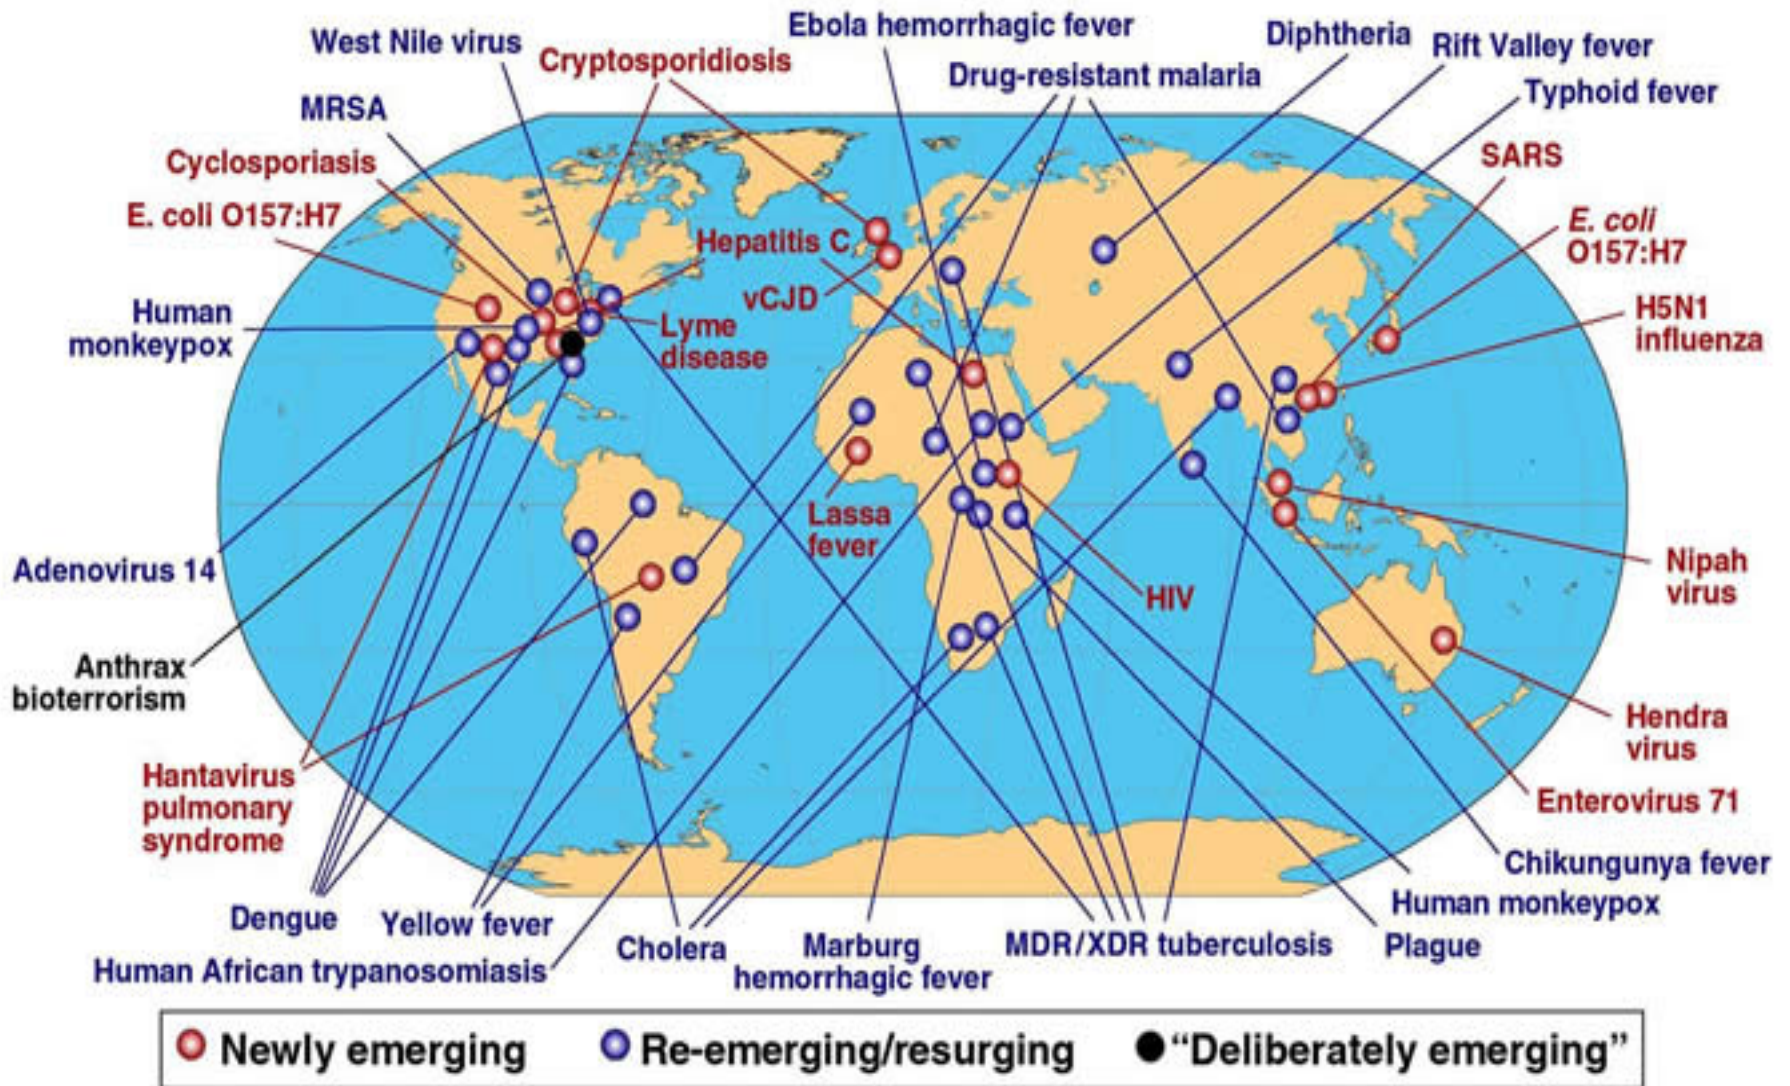 Ebola hemorrhagic fever
West Nile virus
Cryptosporidiosis
Diphtheria
Rift Valley fever
Drug-resistant malaria
Typhoid fever
MRSA
Cyclosporiasis
SARS
E. coli O157:H7
E. coli
O157:H7
Hepatitis C
vCJD
Human
monkeypox
Lyme
disease
H5N1
influenza
Lassa
fever
Adenovirus 14
HIV
Nipah
virus
Anthrax
bioterrorism
Hendra
virus
Hantavirus
pulmonary
syndrome
Enterovirus 71
Chikungunya fever
Human monkeypox
Dengue
Yellow fever
Cholera
Marburg
hemorrhagic fever
MDR/XDR tuberculosis
Plague
Human African trypanosomiasis
Newly emerging
Re-emerging/resurging
“Deliberately emerging”